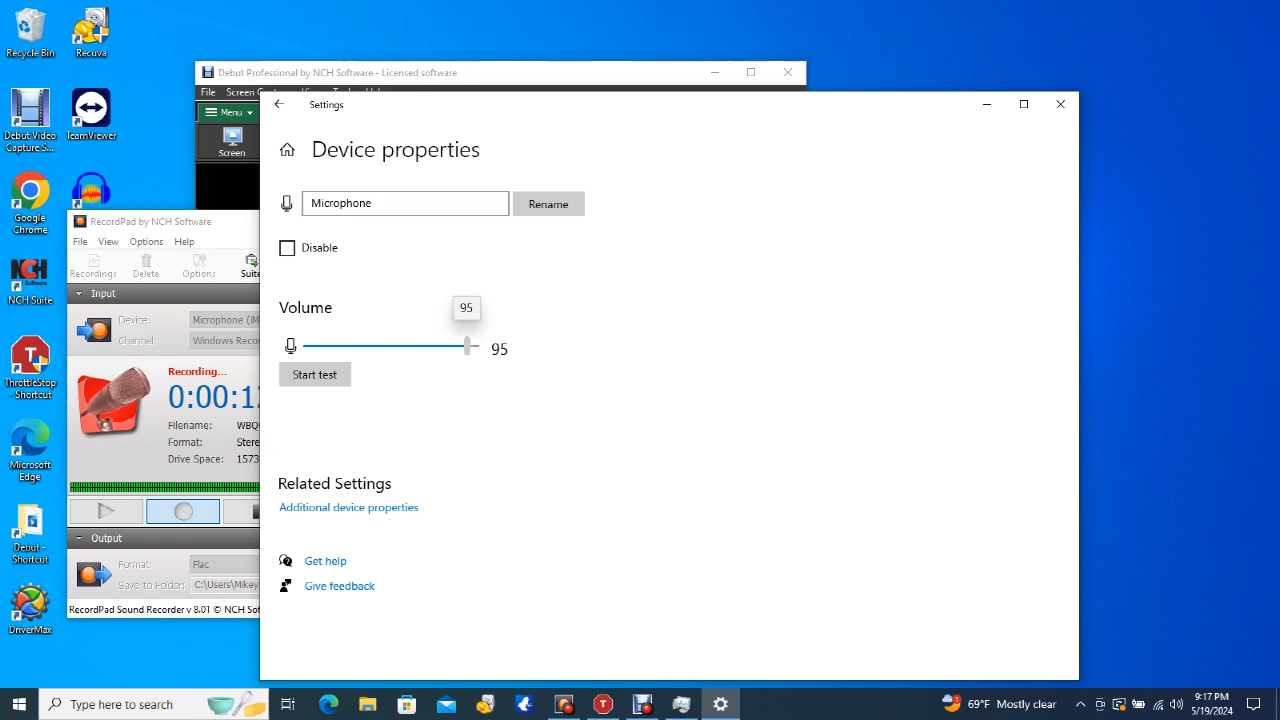 Recycle Bin
Recuva
Debut Video
Capture S...
TeamViewer
Google
Chrome
NCH Suite
ThrottleStop
- Shortcut
Microsoft
Edge
Debut -
Shortcut
DriverMax
Debut Professional by NCH Software - Licensed software
File
Menu
Screen
RecordPad by NCH Software
File View Options Help
Recordings Delete Options Suite
Input
Device: Microphone (iM
Channel: Windows Reco
Recording...
0:00:1
Filename: WBQ
Format: Stere
Drive Space: 1573
Output
Format: Flac
Save to Folder: C:\Users\Mikey
RecordPad Sound Recorder v 8.01 © NCH Sof
Settings
Device properties
Microphone
Rename
Disable
Volume
95
95
Start test
Related Settings
Additional device properties
Get help
Give feedback
Type here to search
69°F Mostly clear
9:17 PM
5/19/2024